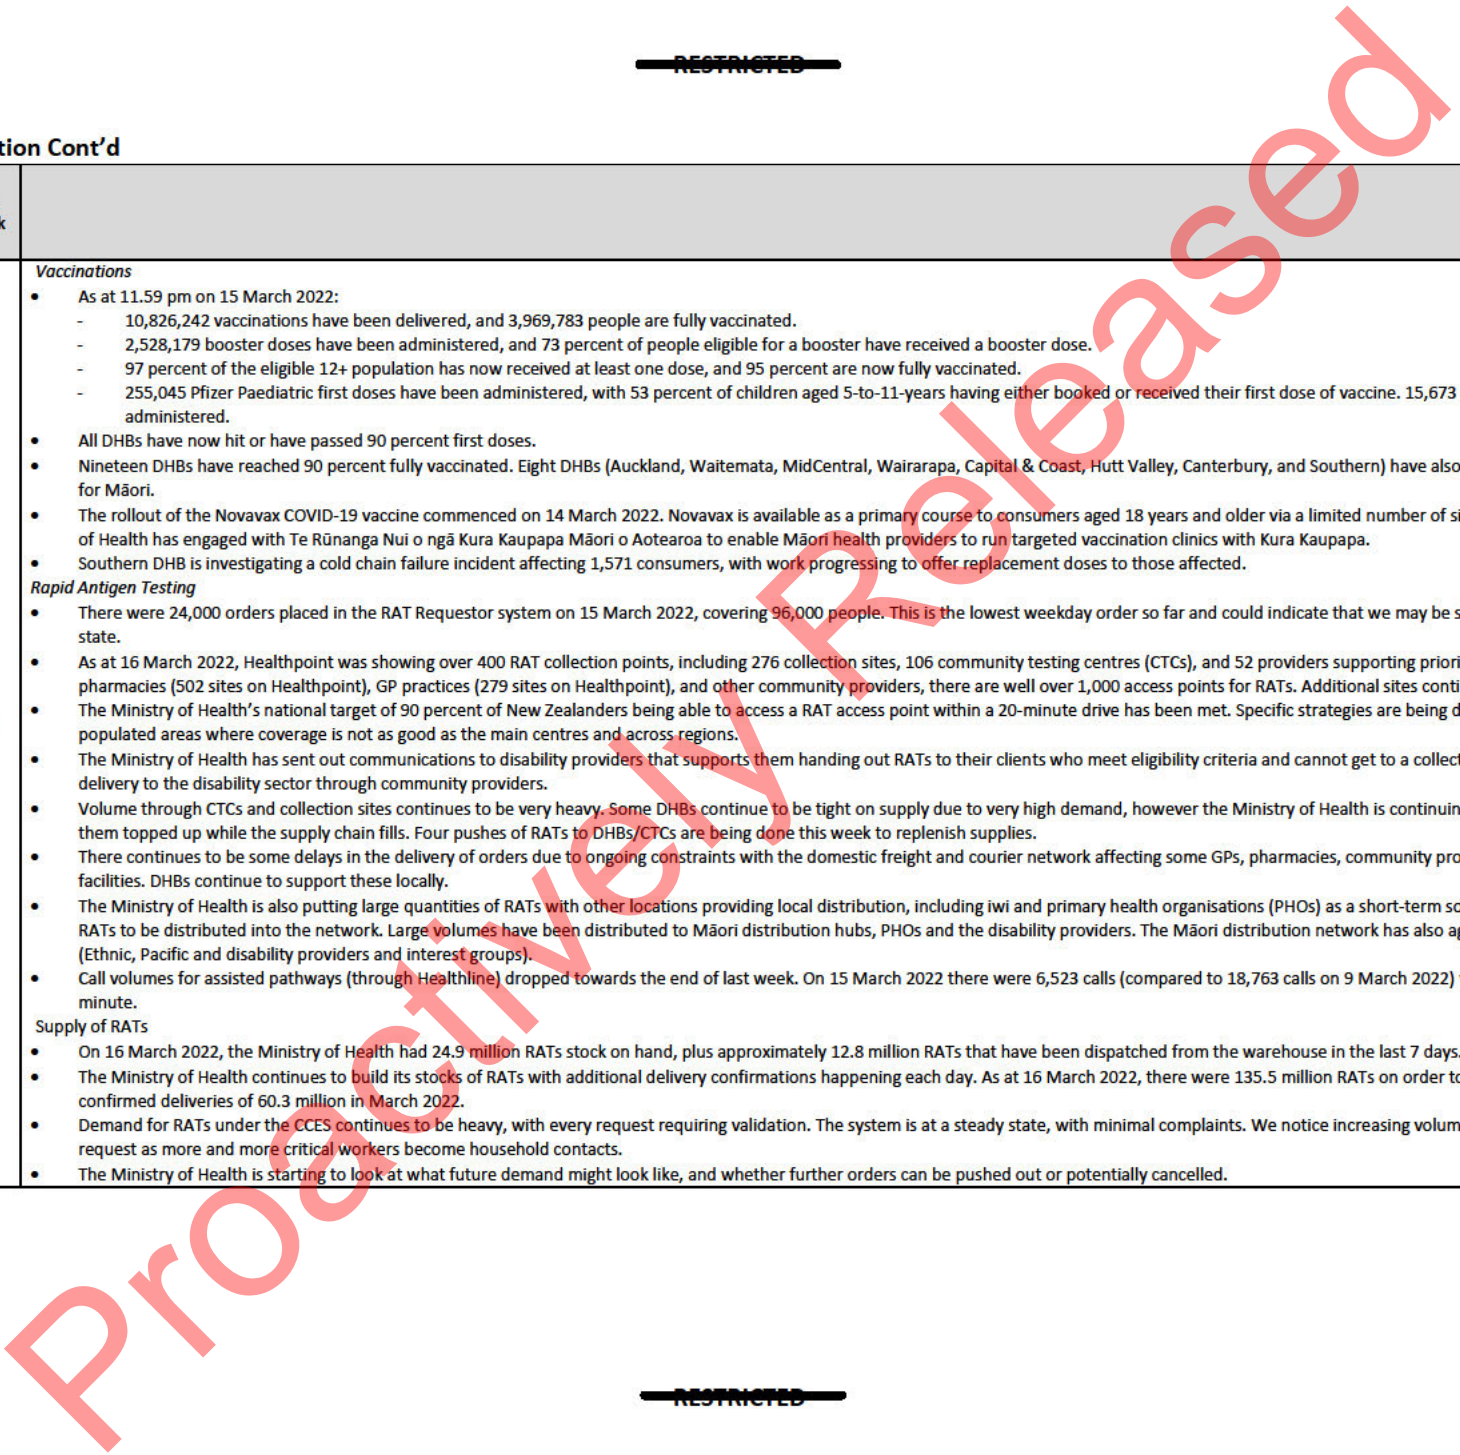 RESTRICTED
tion Cont’d
k
Vaccinations
• As at 11.59 pm on 15 March 2022:
- 10,826,242 vaccinations have been delivered, and 3,969,783 people are fully vaccinated.
- 2,528,179 booster doses have been administered, and 73 percent of people eligible for a booster have received a booster dose.
- 97 percent of the eligible 12+ population has now received at least one dose, and 95 percent are now fully vaccinated.
- 255,045 Pfizer Paediatric first doses have been administered, with 53 percent of children aged 5-to-11-years having either booked or received their first dose of vaccine. 15,673
administered.
• All DHBs have now hit or have passed 90 percent first doses.
• Nineteen DHBs have reached 90 percent fully vaccinated. Eight DHBs (Auckland, Waitemata, MidCentral, Wairarapa, Capital & Coast, Hutt Valley, Canterbury, and Southern) have also
for Māori.
• The rollout of the Novavax COVID-19 vaccine commenced on 14 March 2022. Novavax is available as a primary course to consumers aged 18 years and older via a limited number of si
of Health has engaged with Te Rūnanga Nui o ngā Kura Kaupapa Māori o Aotearoa to enable Māori health providers to run targeted vaccination clinics with Kura Kaupapa.
• Southern DHB is investigating a cold chain failure incident affecting 1,571 consumers, with work progressing to offer replacement doses to those affected.
Rapid Antigen Testing
• There were 24,000 orders placed in the RAT Requestor system on 15 March 2022, covering 96,000 people. This is the lowest weekday order so far and could indicate that we may be s
state.
• As at 16 March 2022, Healthpoint was showing over 400 RAT collection points, including 276 collection sites, 106 community testing centres (CTCs), and 52 providers supporting priori
pharmacies (502 sites on Healthpoint), GP practices (279 sites on Healthpoint), and other community providers, there are well over 1,000 access points for RATs. Additional sites conti
• The Ministry of Health’s national target of 90 percent of New Zealanders being able to access a RAT access point within a 20-minute drive has been met. Specific strategies are being d
populated areas where coverage is not as good as the main centres and across regions.
• The Ministry of Health has sent out communications to disability providers that supports them handing out RATs to their clients who meet eligibility criteria and cannot get to a collect
delivery to the disability sector through community providers.
• Volume through CTCs and collection sites continues to be very heavy. Some DHBs continue to be tight on supply due to very high demand, however the Ministry of Health is continuin
them topped up while the supply chain fills. Four pushes of RATs to DHBs/CTCs are being done this week to replenish supplies.
• There continues to be some delays in the delivery of orders due to ongoing constraints with the domestic freight and courier network affecting some GPs, pharmacies, community pro
facilities. DHBs continue to support these locally.
• The Ministry of Health is also putting large quantities of RATs with other locations providing local distribution, including iwi and primary health organisations (PHOs) as a short-term so
RATs to be distributed into the network. Large volumes have been distributed to Māori distribution hubs, PHOs and the disability providers. The Māori distribution network has also ag
(Ethnic, Pacific and disability providers and interest groups).
• Call volumes for assisted pathways (through Healthline) dropped towards the end of last week. On 15 March 2022 there were 6,523 calls (compared to 18,763 calls on 9 March 2022)
minute.
Supply of RATs
• On 16 March 2022, the Ministry of Health had 24.9 million RATs stock on hand, plus approximately 12.8 million RATs that have been dispatched from the warehouse in the last 7 days.
• The Ministry of Health continues to build its stocks of RATs with additional delivery confirmations happening each day. As at 16 March 2022, there were 135.5 million RATs on order to
confirmed deliveries of 60.3 million in March 2022.
• Demand for RATs under the CCES continues to be heavy, with every request requiring validation. The system is at a steady state, with minimal complaints. We notice increasing volum
request as more and more critical workers become household contacts.
• The Ministry of Health is starting to look at what future demand might look like, and whether further orders can be pushed out or potentially cancelled.
RESTRICTED
Proactively Released